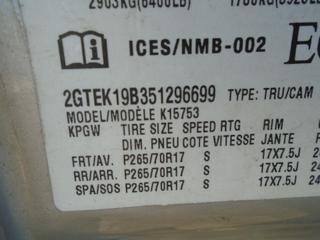 2903KG(6400LB)
ICES/NMB-002
2GTEK19B351296699 TYPE: TRU/CAM
MODEL/MODÈLE K15753
KPGW TIRE SIZE SPEED RTG RIM
DIM. PNEU COTE VITESSE JANTE
FRT/AV. P265/70R17 S 17X7.5J
RR/ARR. P265/70R17 S 17X7.5J
SPA/SOS P265/70R17 S 17X7.5J